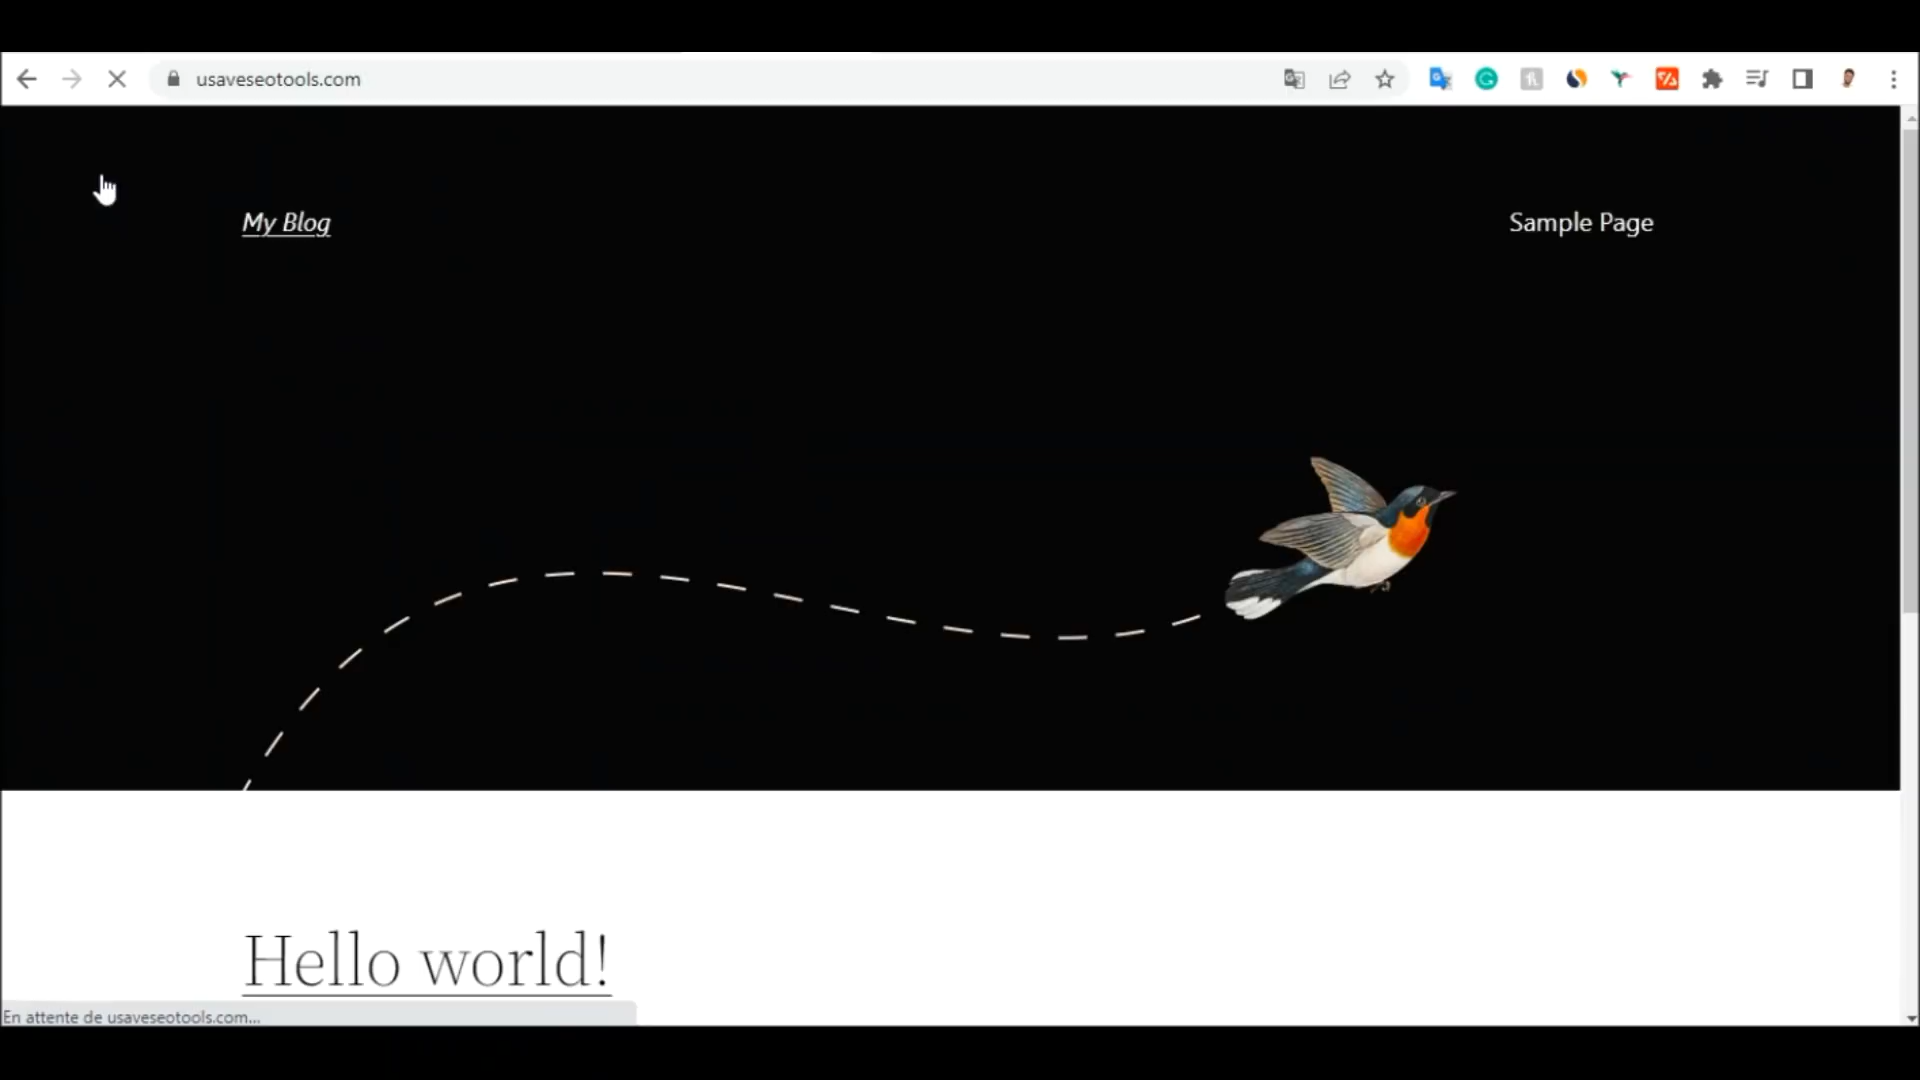 usaveseotools.com
My Blog
Sample Page
Hello world!
En attente de usaveseotools.com...